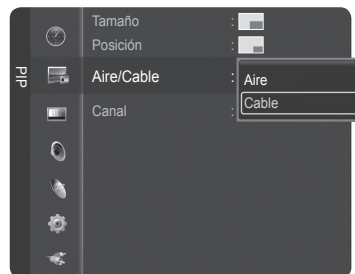 PIP
Tamaño :
Posición :
Aire/Cable : Aire
Cable
Canal :